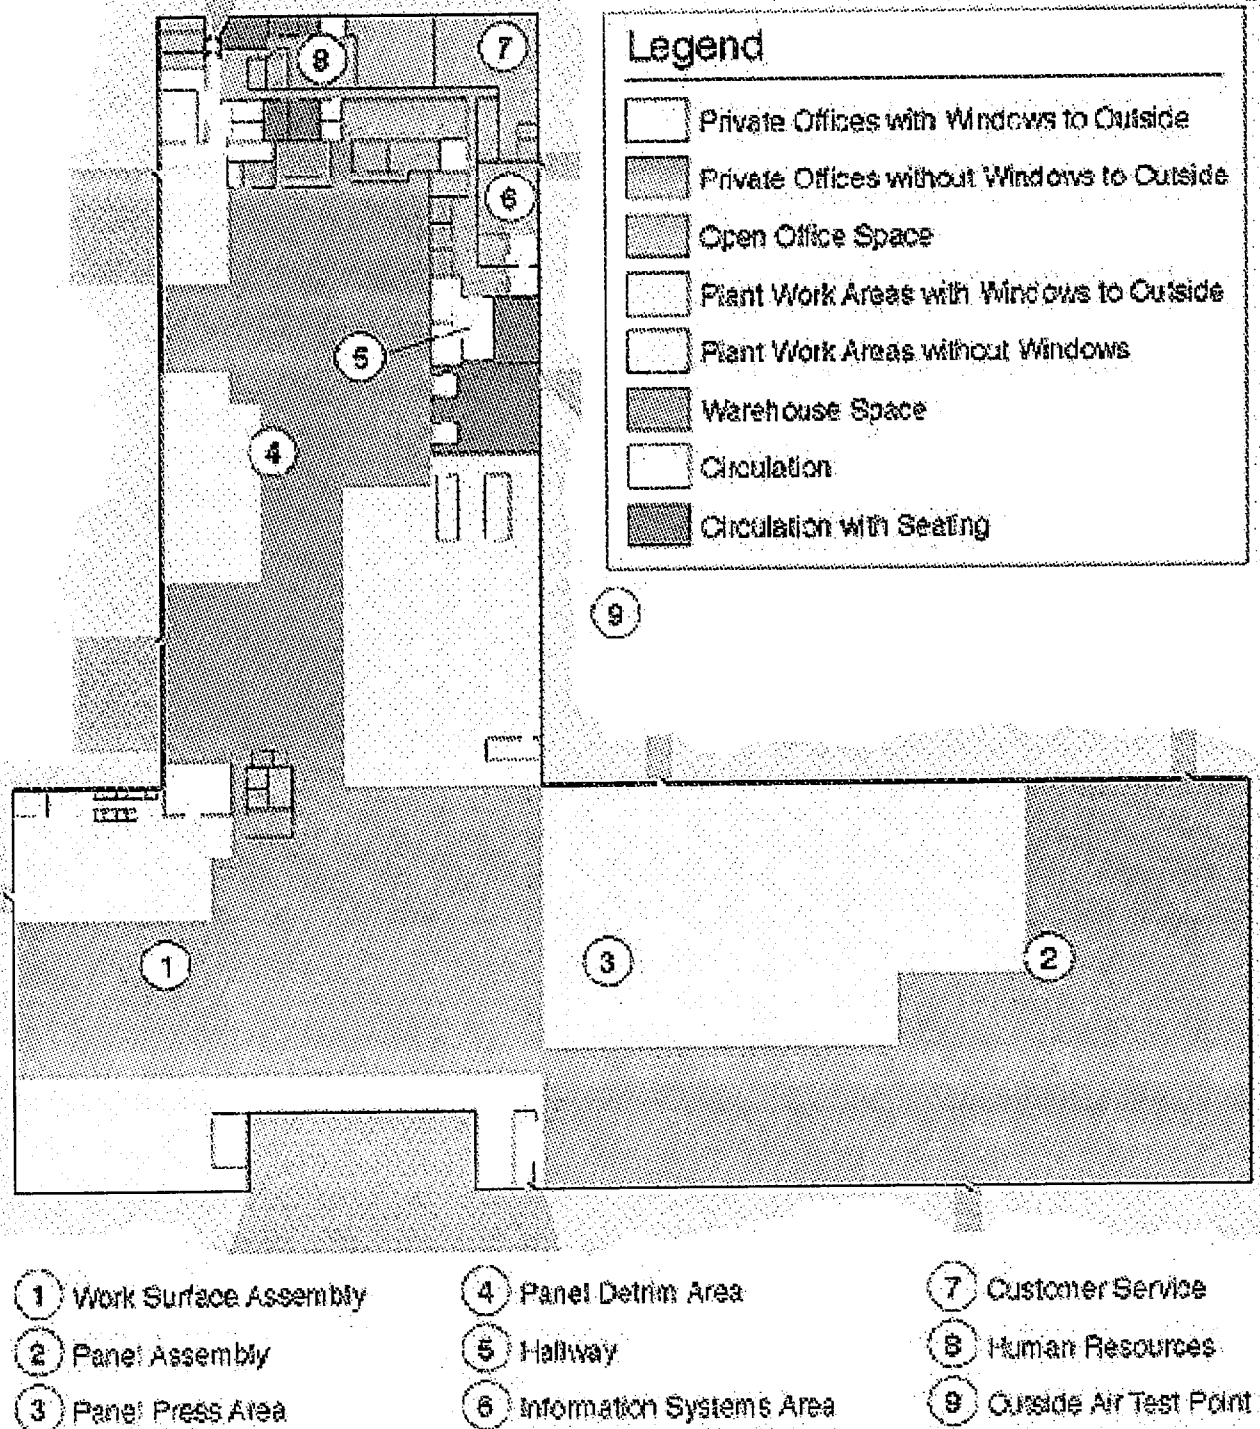 Legend
Private Offices with Windows to Outside
Private Offices without Windows to Outside
Open Office Space
Plant Work Areas with Windows to Outside
Plant Work Areas without Windows
Warehouse Space
Circulation
Circulation with Seating
8
7
6
5
4
9
1
3
2
1 Work Surface Assembly
2 Panel Assembly
3 Panel Press Area
4 Panel Detrim Area
5 Hallway
6 Information Systems Area
7 Customer Service
8 Human Resources
9 Outside Air Test Point